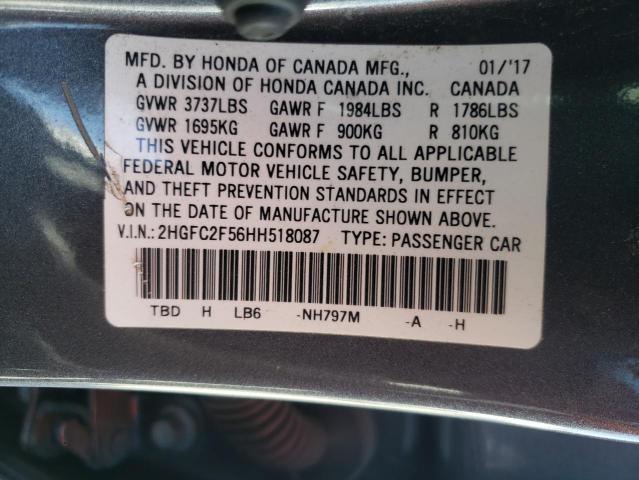 MFD. BY HONDA OF CANADA MFG., 01/'17
A DIVISION OF HONDA CANADA INC. CANADA
GVWR 3737LBS GAWR F 1984LBS R 1786LBS
GVWR 1695KG GAWR F 900KG R 810KG
THIS VEHICLE CONFORMS TO ALL APPLICABLE
FEDERAL MOTOR VEHICLE SAFETY, BUMPER,
AND THEFT PREVENTION STANDARDS IN EFFECT
ON THE DATE OF MANUFACTURE SHOWN ABOVE.
V.I.N.: 2HGFC2F56HH518087 TYPE: PASSENGER CAR
TBD H LB6 -NH797M -A -H